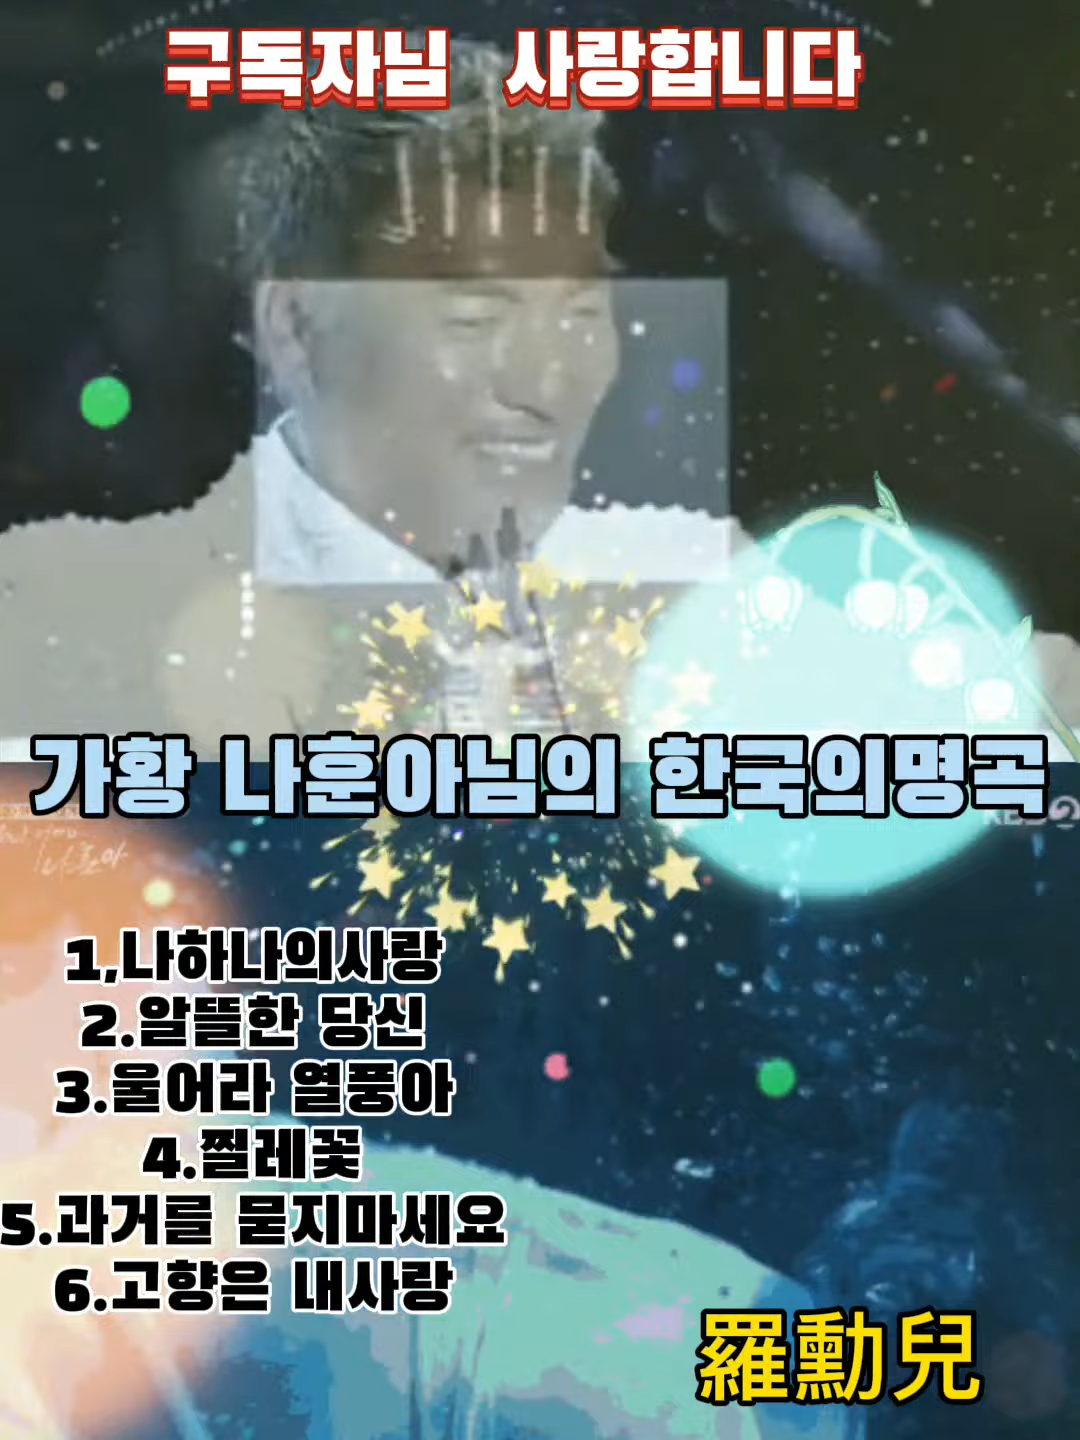 구독자님 사랑합니다
가황 나훈아님의 한국의명곡
나훈아
1,나하나의사랑
2.알뜰한 당신
3.울어라 열풍아
4.찔레꽃
5.과거를 묻지마세요
6.고향은 내사랑
羅勳兒